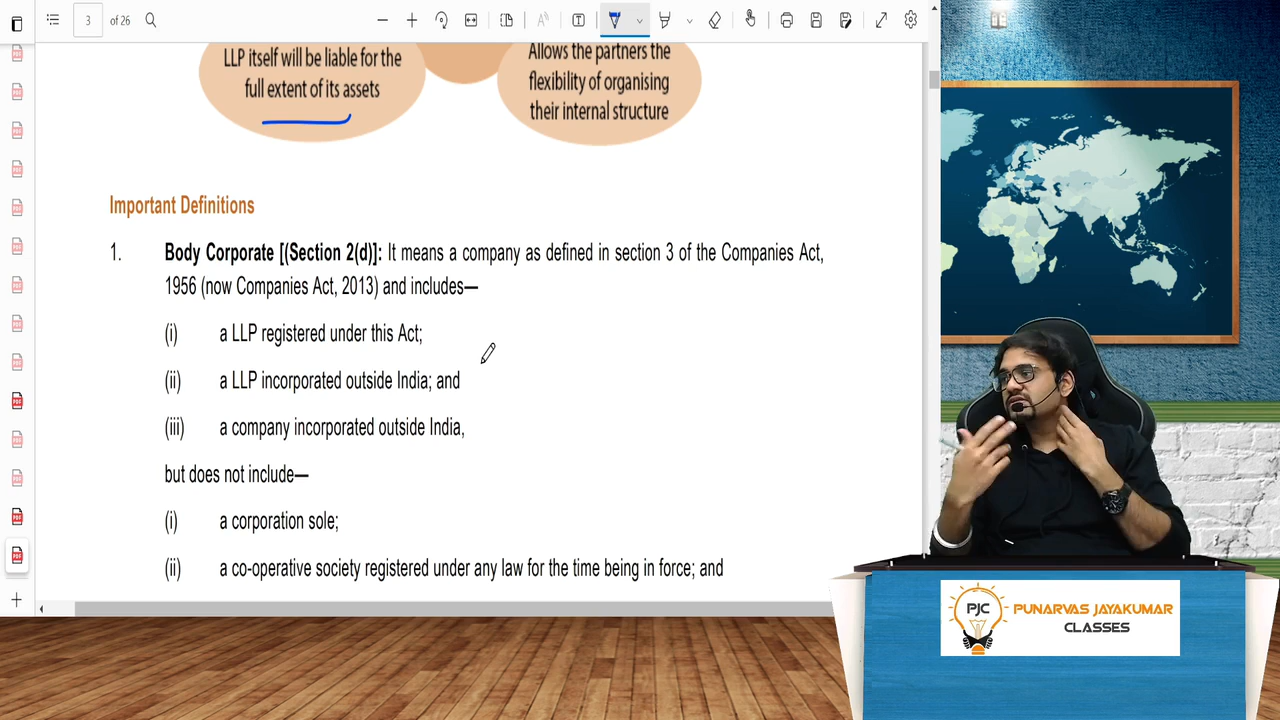 3
of 26
LLP itself will be liable for the
full extent of its assets
Allows the partners the
flexibility of organising
their internal structure
Important Definitions
1. Body Corporate [(Section 2(d)]: It means a company as defined in section 3 of the Companies Act,
1956 (now Companies Act, 2013) and includes—
(i) a LLP registered under this Act;
(ii) a LLP incorporated outside India; and
(iii) a company incorporated outside India,
but does not include—
(i) a corporation sole;
(ii) a co-operative society registered under any law for the time being in force; and
PJC
PUNARVAS JAYAKUMAR
CLASSES